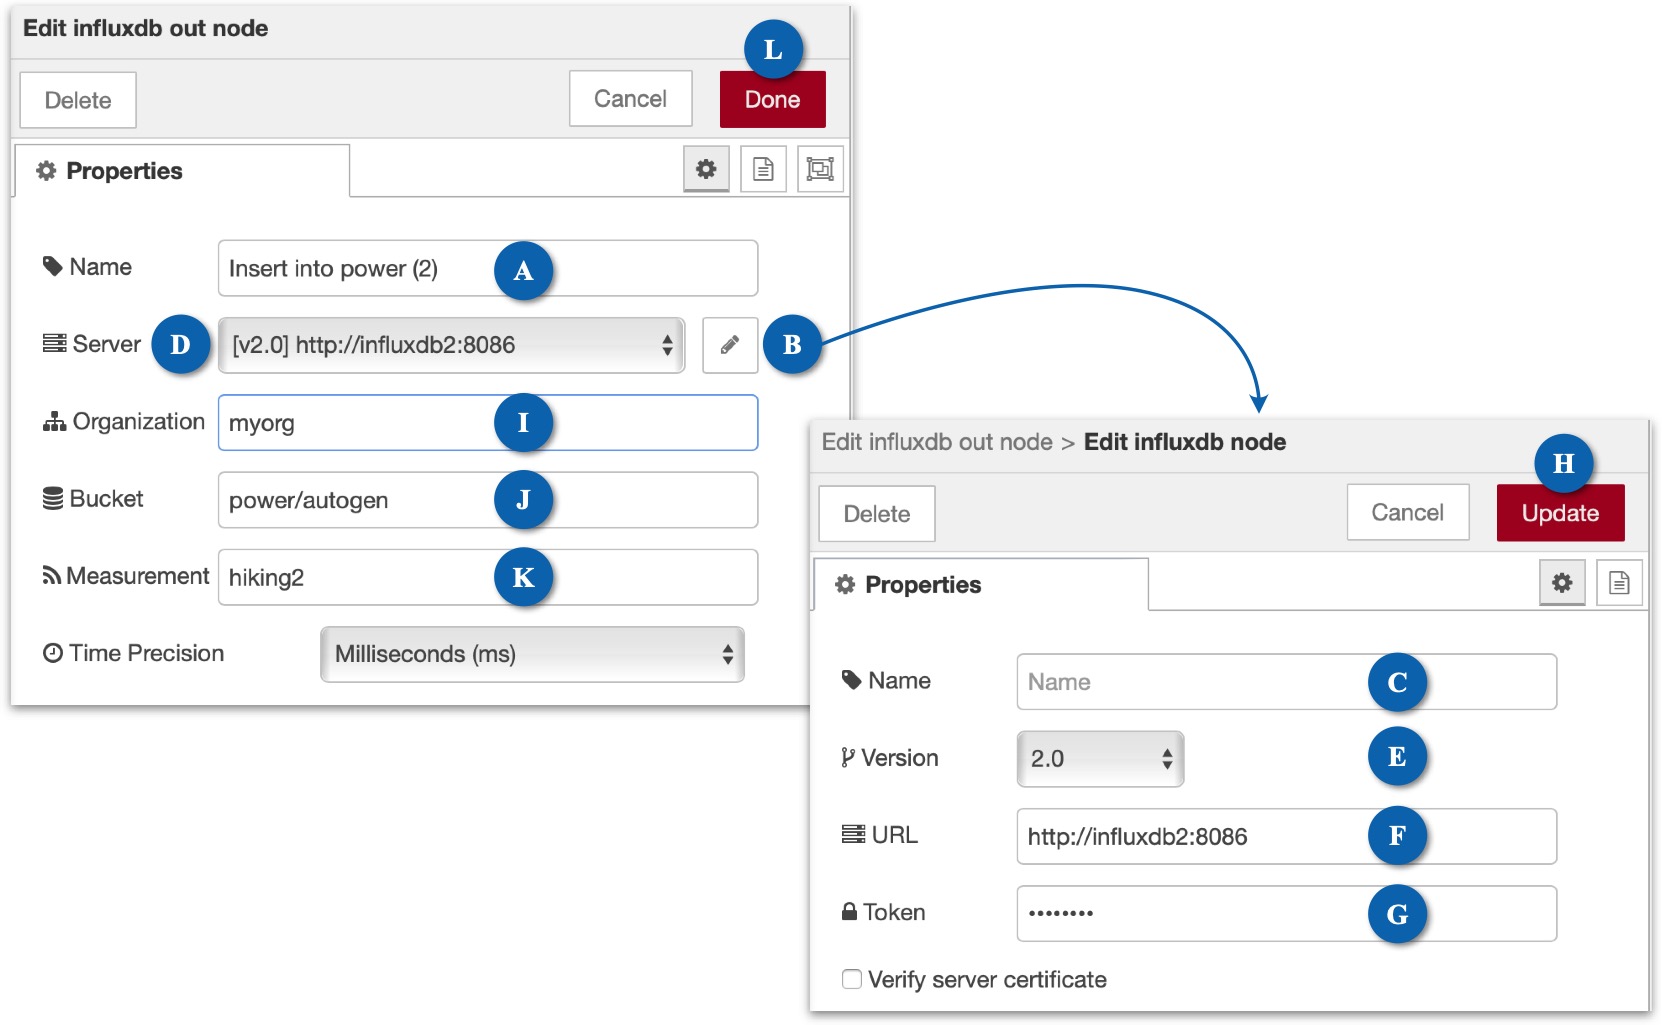 Edit influxdb out node
L
Delete
Cancel
Done
Properties
Name
Insert into power (2)
A
Server
D
[v2.0] http://influxdb2:8086
B
Organization
myorg
I
Bucket
power/autogen
J
Measurement
hiking2
K
Time Precision
Milliseconds (ms)
Edit influxdb out node > Edit influxdb node
H
Delete
Cancel
Update
Properties
Name
Name
C
Version
2.0
E
URL
http://influxdb2:8086
F
Token
••••••••
G
Verify server certificate